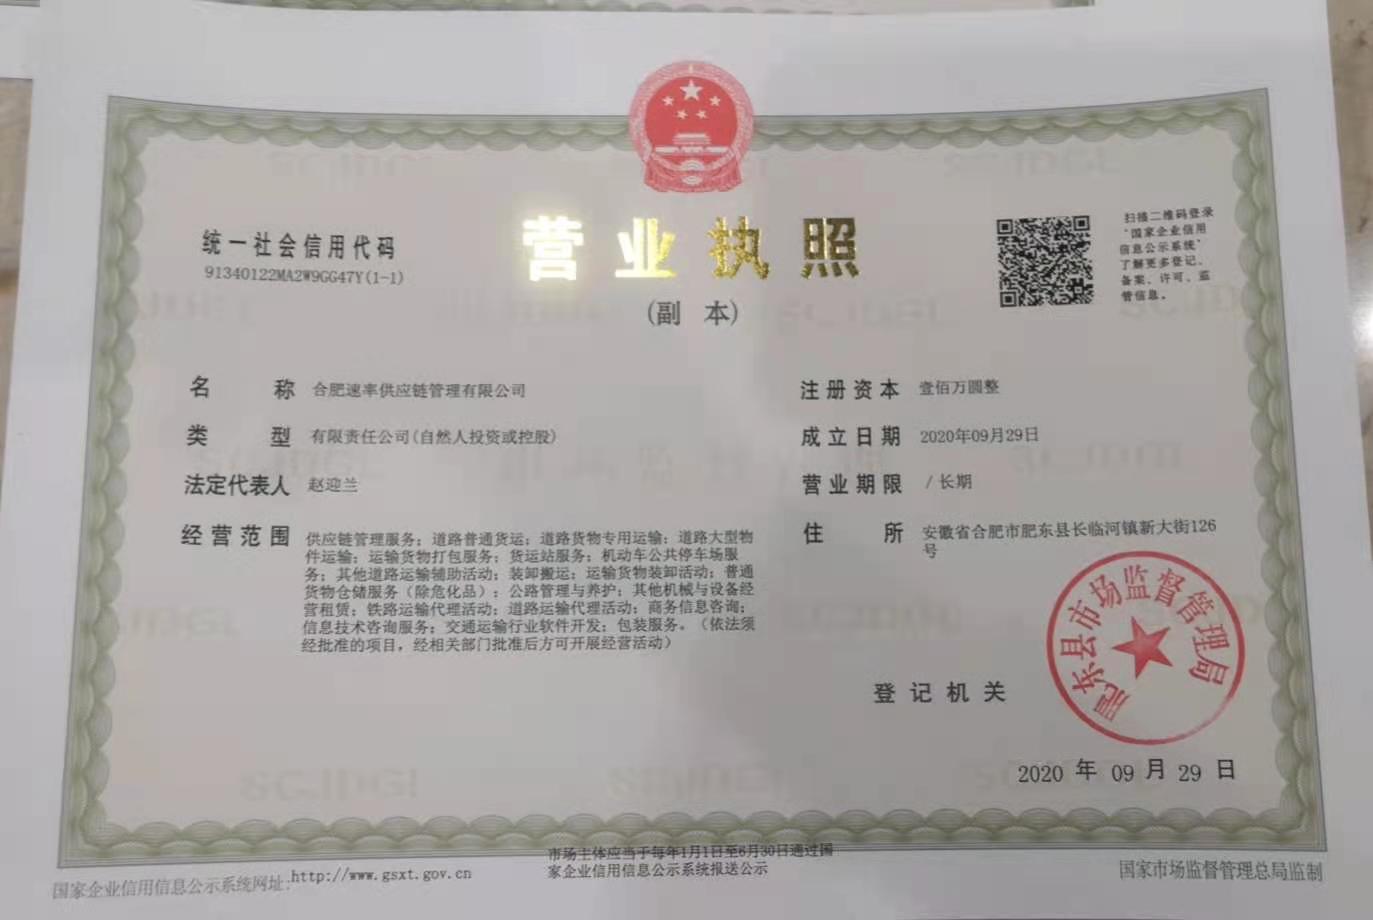 营业执照
(副 本)
统一社会信用代码
91340122MA2W9GG47Y(1-1)
扫描二维码登录
“国家企业信用
信息公示系统”
了解更多登记、
备案、许可、监
管信息。
名 称 合肥速率供应链管理有限公司
类 型 有限责任公司(自然人投资或控股)
法定代表人 赵迎兰
经营范围 供应链管理服务；道路普通货运；道路货物专用运输；道路大型物
件运输；运输货物打包服务；货运站服务；机动车公共停车场服
务；其他道路运输辅助活动；装卸搬运；运输货物装卸活动；普通
货物仓储服务（除危化品）；公路管理与养护；其他机械与设备经
营租赁；铁路运输代理活动；道路运输代理活动；商务信息咨询；
信息技术咨询服务；交通运输行业软件开发；包装服务。（依法须
经批准的项目，经相关部门批准后方可开展经营活动）
注册资本 壹佰万圆整
成立日期 2020年09月29日
营业期限 / 长期
住 所 安徽省合肥市肥东县长临河镇新大街126
号
登记机关
肥东县市场监督管理局
2020 年 09 月 29 日
国家企业信用信息公示系统网址：http://www.gsxt.gov.cn
市场主体应当于每年1月1日至6月30日通过国
家企业信用信息公示系统报送公示
国家市场监督管理总局监制
SCJDGL